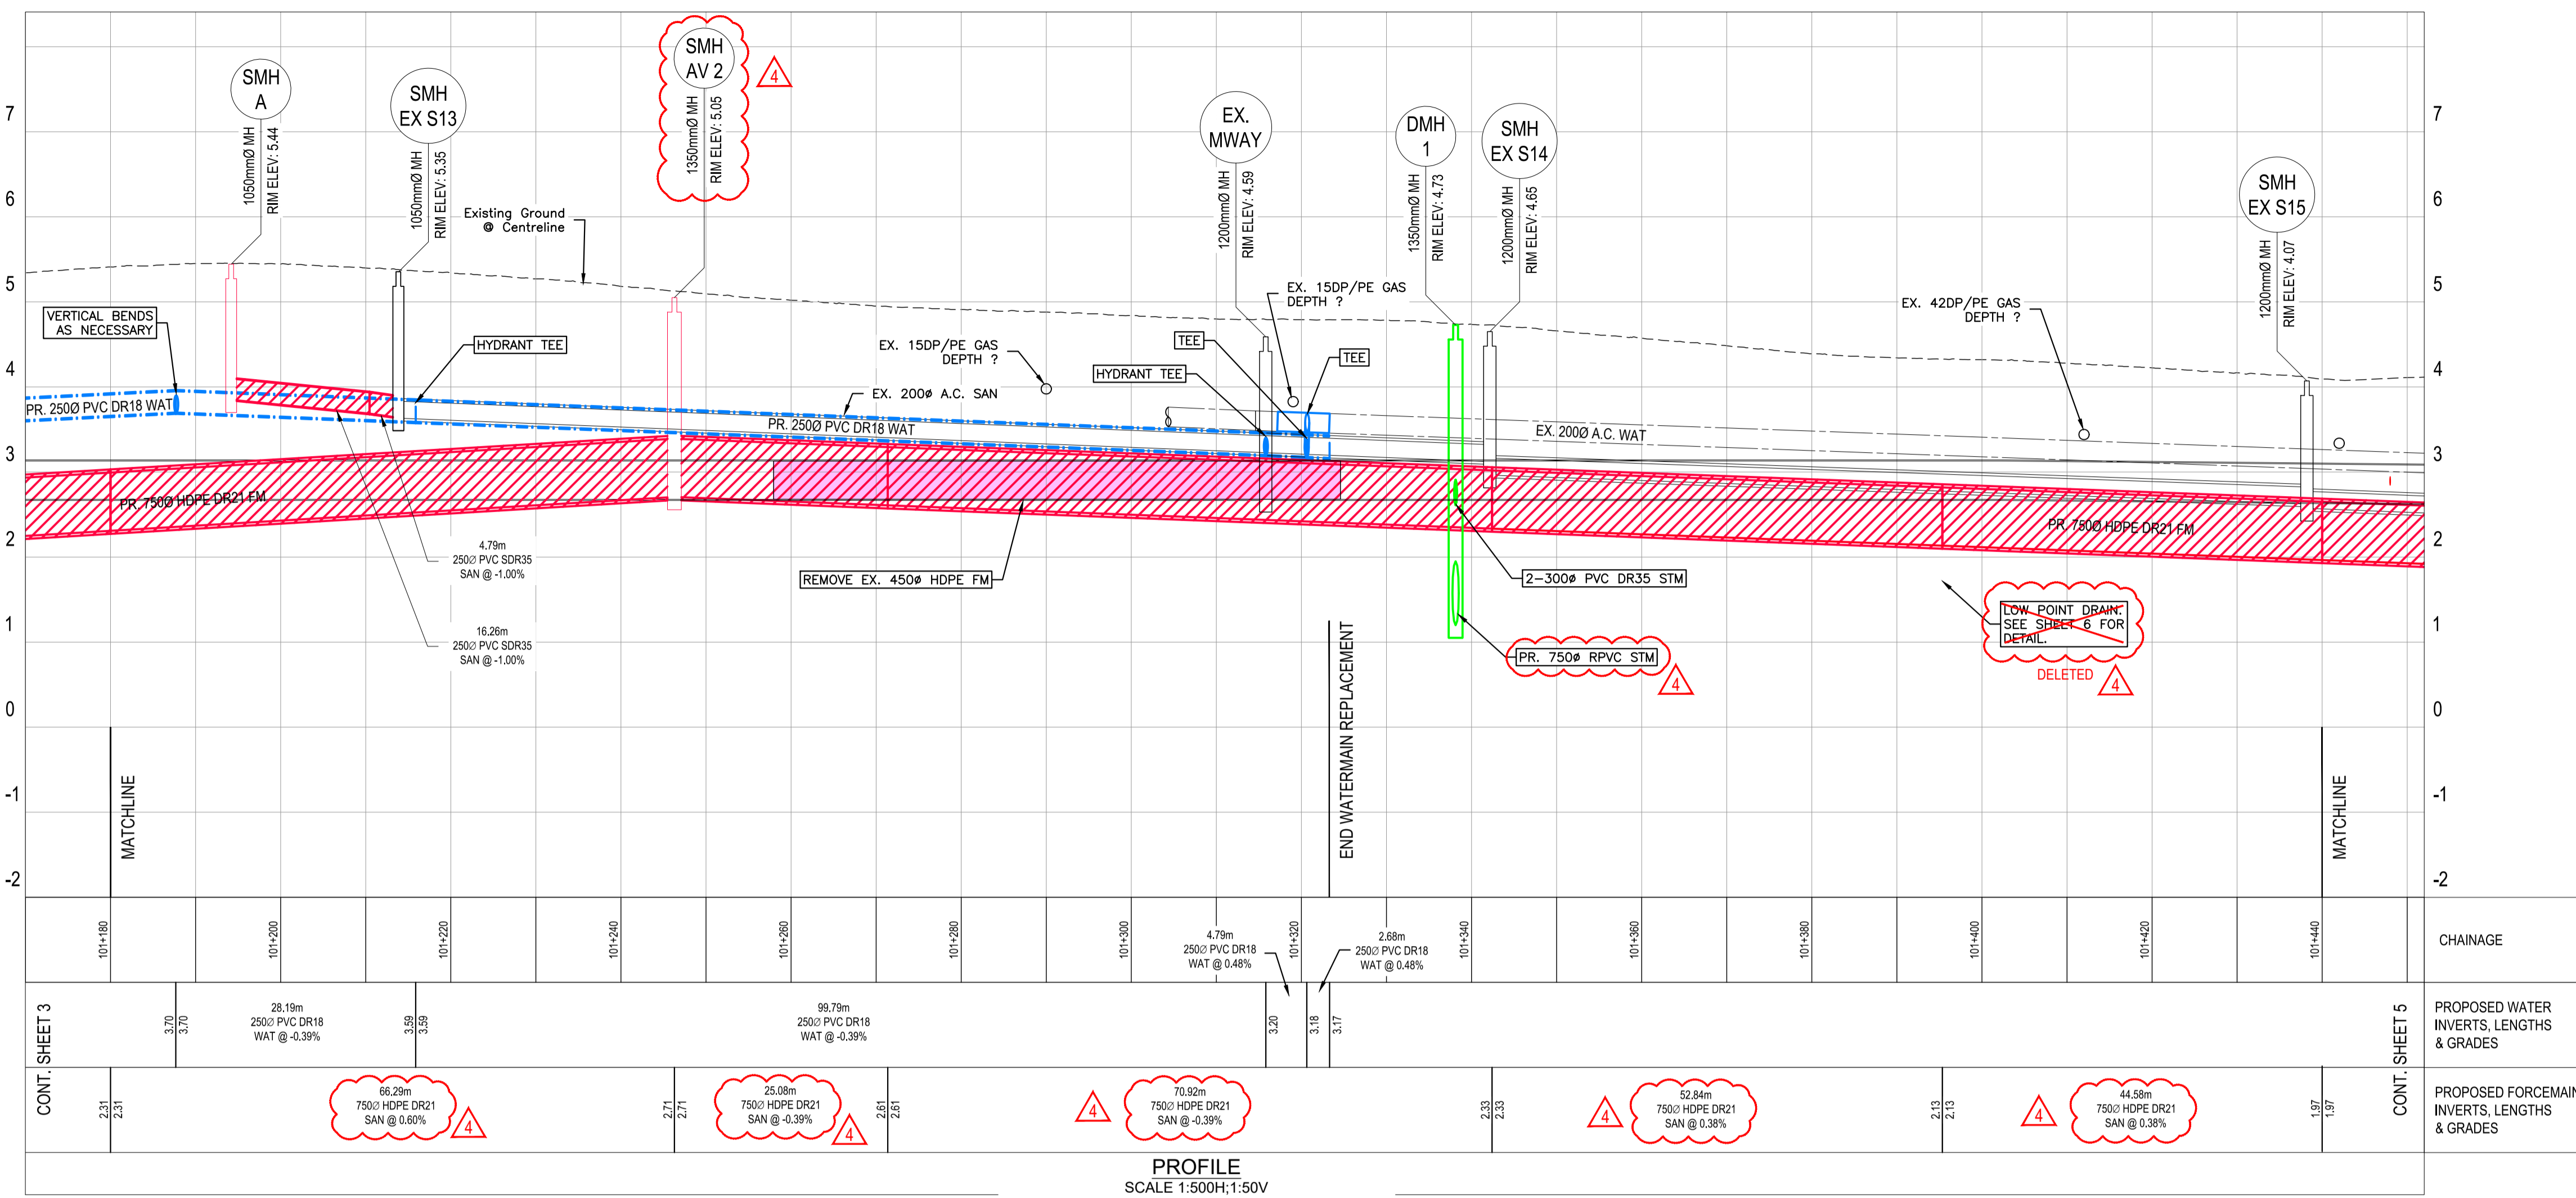 SMH
A
1050mmØ MH
RIM ELEV: 5.44
SMH
EX S13
1050mmØ MH
RIM ELEV: 5.35
SMH
AV 2
1350mmØ MH
RIM ELEV: 5.05
4
EX.
MWAY
1200mmØ MH
RIM ELEV: 4.59
DMH
1
1350mmØ MH
RIM ELEV: 4.73
SMH
EX S14
1200mmØ MH
RIM ELEV: 4.65
SMH
EX S15
1200mmØ MH
RIM ELEV: 4.07
7
6
5
4
3
2
1
0
-1
-2
7
6
5
4
3
2
1
0
-1
-2
Existing Ground
@ Centreline
VERTICAL BENDS
AS NECESSARY
HYDRANT TEE
EX. 15DP/PE GAS
DEPTH ?
EX. 200ø A.C. SAN
HYDRANT TEE
TEE
EX. 15DP/PE GAS
DEPTH ?
TEE
EX. 42DP/PE GAS
DEPTH ?
PR. 250Ø PVC DR18 WAT
PR. 250Ø PVC DR18 WAT
EX. 200Ø A.C. WAT
PR. 750Ø HDPE DR21 FM
PR. 750Ø HDPE DR21 FM
4.79m
250Ø PVC SDR35
SAN @ -1.00%
16.26m
250Ø PVC SDR35
SAN @ -1.00%
REMOVE EX. 450ø HDPE FM
2-300ø PVC DR35 STM
PR. 750ø RPVC STM
4
LOW POINT DRAIN.
SEE SHEET 6 FOR
DETAIL.
DELETED
4
MATCHLINE
END WATERMAIN REPLACEMENT
MATCHLINE
101+180
101+200
101+220
101+240
101+260
101+280
101+300
101+320
101+340
101+360
101+380
101+400
101+420
101+440
CHAINAGE
4.79m
250Ø PVC DR18
WAT @ 0.48%
2.68m
250Ø PVC DR18
WAT @ 0.48%
CONT. SHEET 3
3.70
3.70
28.19m
250Ø PVC DR18
WAT @ -0.39%
3.59
3.59
99.79m
250Ø PVC DR18
WAT @ -0.39%
3.20
3.18
3.17
CONT. SHEET 5
PROPOSED WATER
INVERTS, LENGTHS
& GRADES
2.31
2.31
66.29m
750Ø HDPE DR21
SAN @ 0.60%
4
2.71
2.71
25.08m
750Ø HDPE DR21
SAN @ -0.39%
4
2.61
2.61
4
70.92m
750Ø HDPE DR21
SAN @ -0.39%
2.33
2.33
4
52.84m
750Ø HDPE DR21
SAN @ 0.38%
2.13
2.13
4
44.58m
750Ø HDPE DR21
SAN @ 0.38%
1.97
1.97
PROPOSED FORCEMAIN
INVERTS, LENGTHS
& GRADES
PROFILE
SCALE 1:500H;1:50V